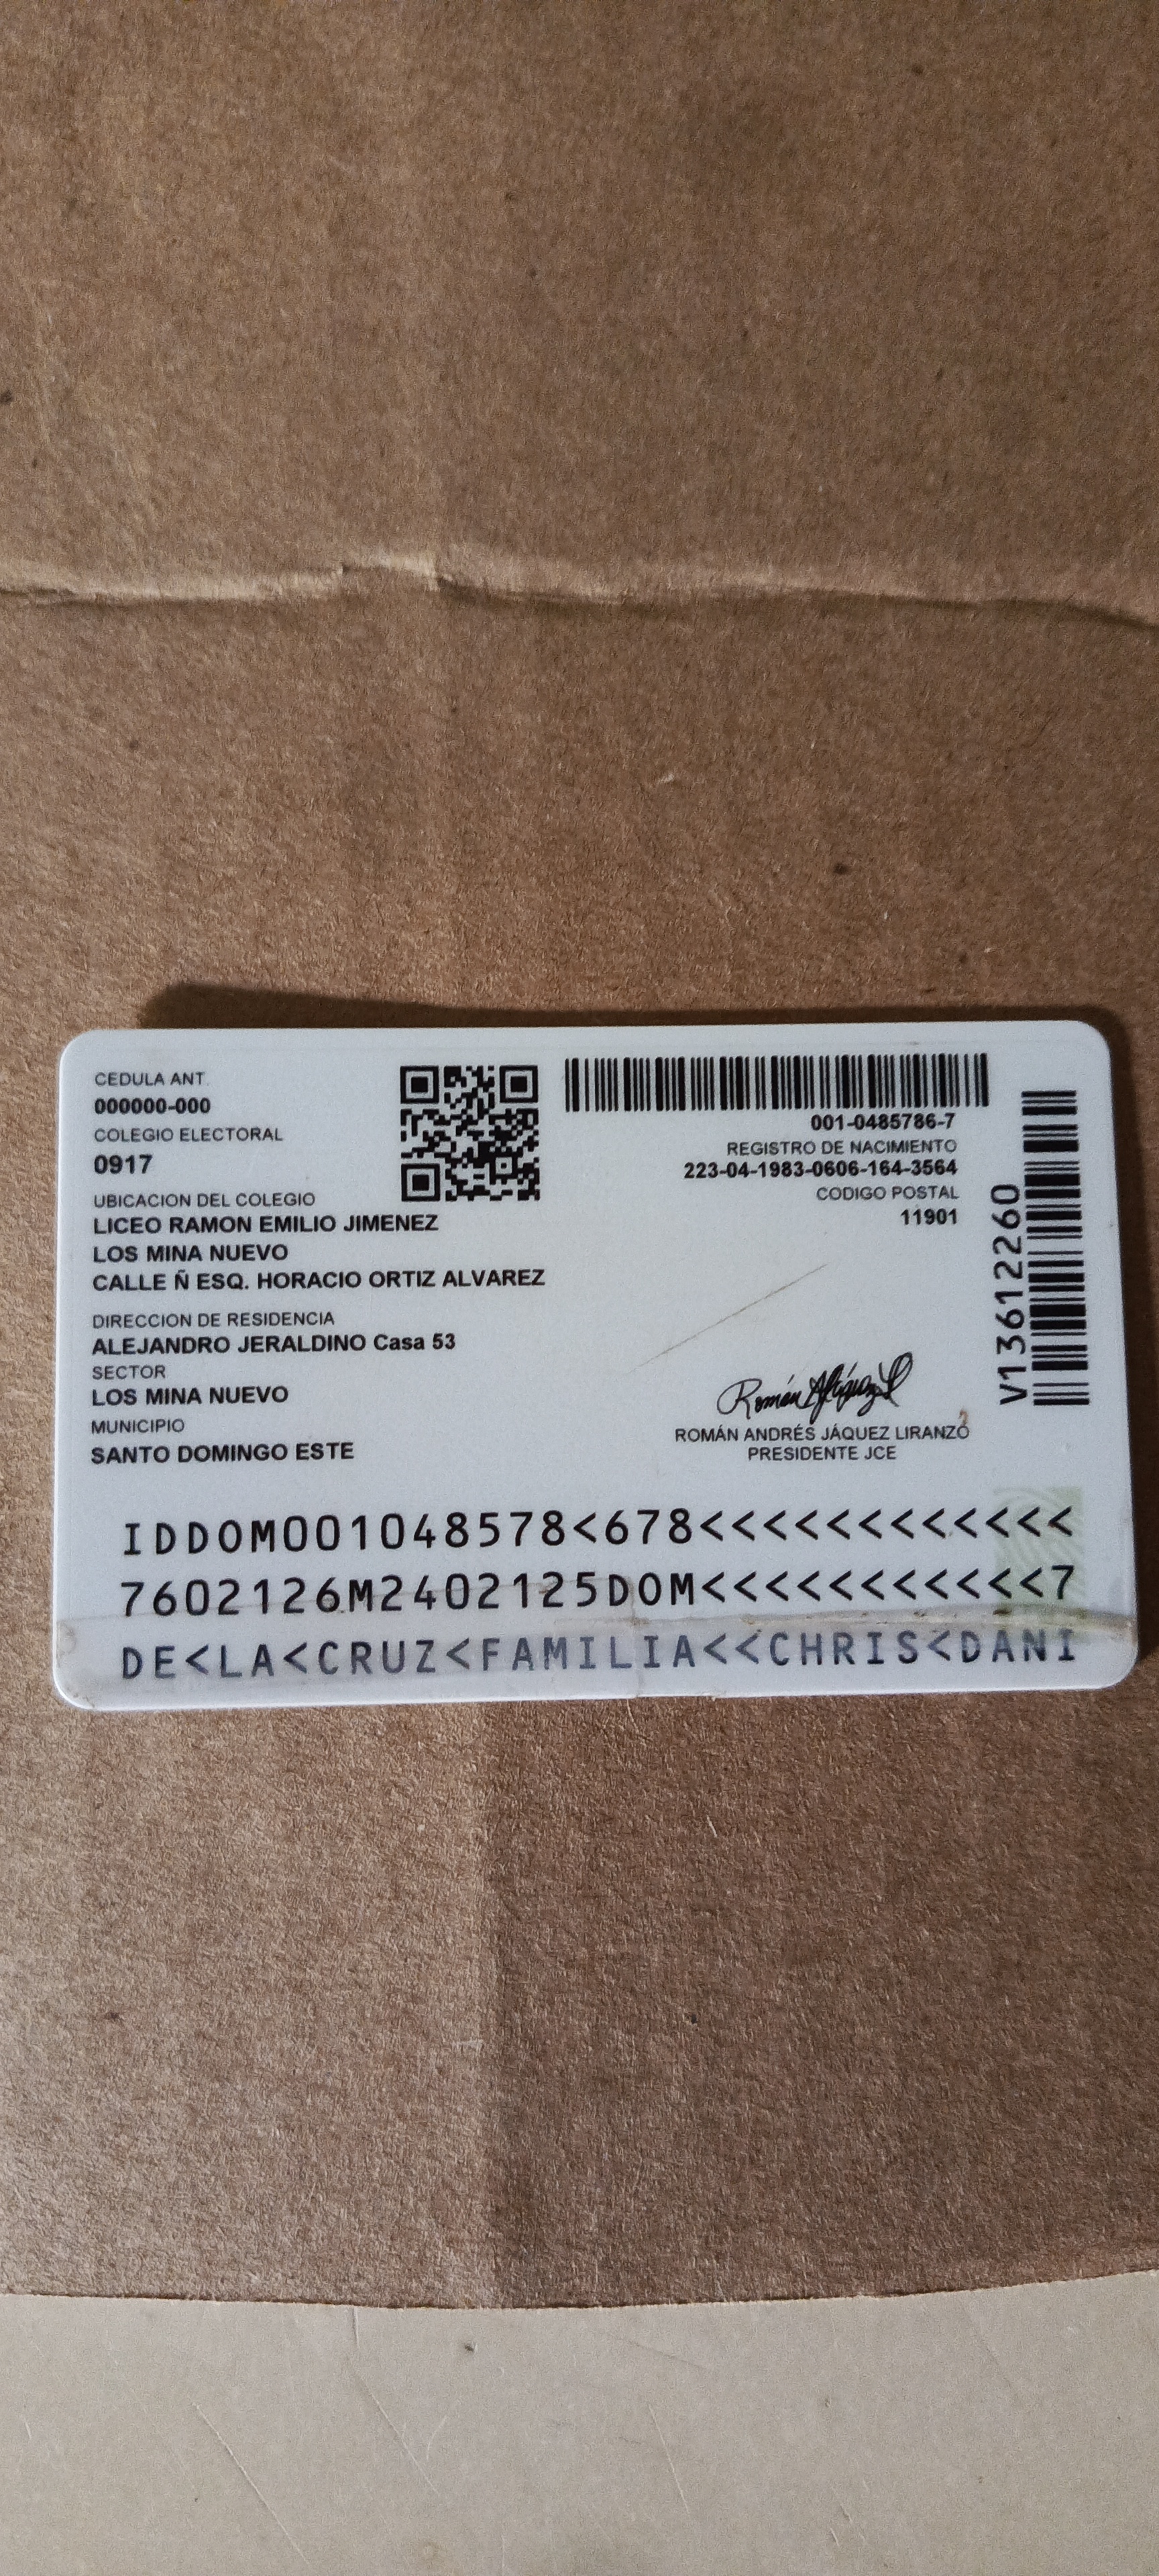 CEDULA ANT.
000000-000
COLEGIO ELECTORAL
0917
UBICACION DEL COLEGIO
LICEO RAMON EMILIO JIMENEZ
LOS MINA NUEVO
CALLE Ñ ESQ. HORACIO ORTIZ ALVAREZ
DIRECCION DE RESIDENCIA
ALEJANDRO JERALDINO Casa 53
SECTOR
LOS MINA NUEVO
MUNICIPIO
SANTO DOMINGO ESTE
001-0485786-7
REGISTRO DE NACIMIENTO
223-04-1983-0606-164-3564
CODIGO POSTAL
11901
V13612260
ROMÁN ANDRÉS JÁQUEZ LIRANZO
PRESIDENTE JCE
IDDOM001048578<678<<<<<<<<<<<<
7602126M2402125DOM<<<<<<<<<<<7
DE<LA<CRUZ<FAMILIA<<CHRIS<DANI